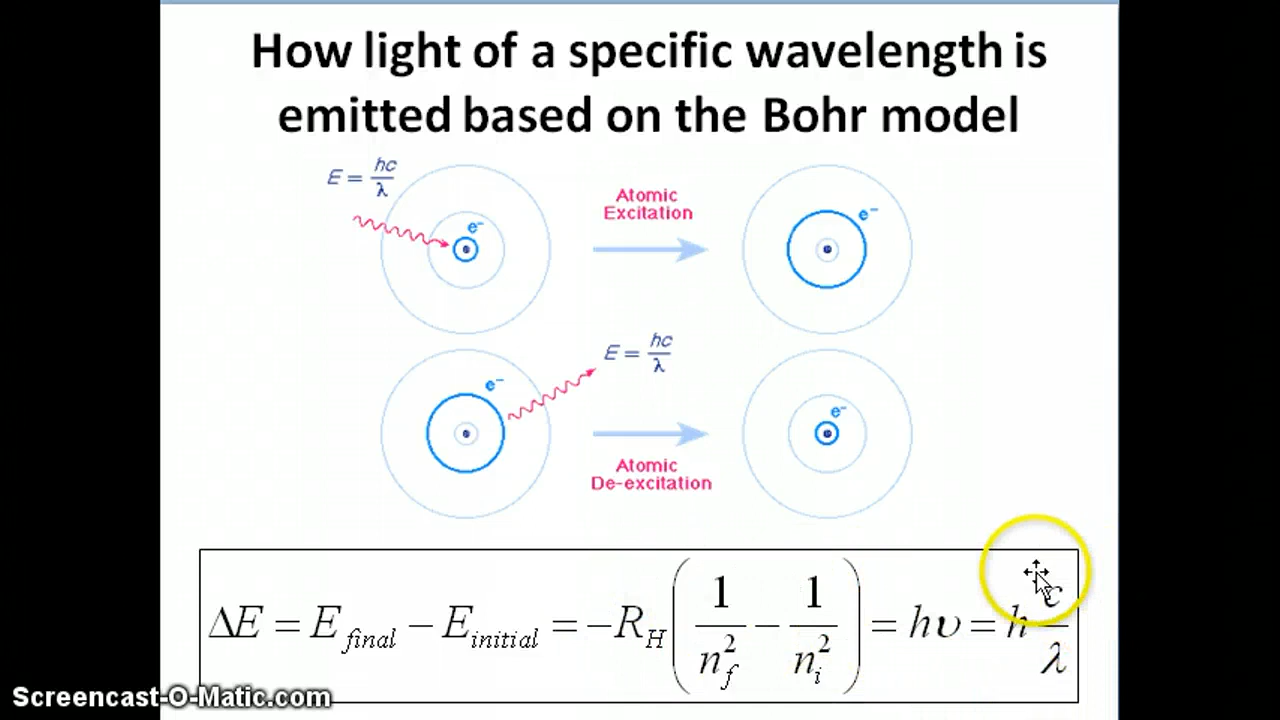 How light of a specific wavelength is
emitted based on the Bohr model
E = hc/λ
e⁻
Atomic
Excitation
e⁻
E = hc/λ
e⁻
Atomic
De-excitation
e⁻
ΔE = E_final − E_initial = −R_H (1/n_f² − 1/n_i²) = hυ = h c/λ
Screencast-O-Matic.com